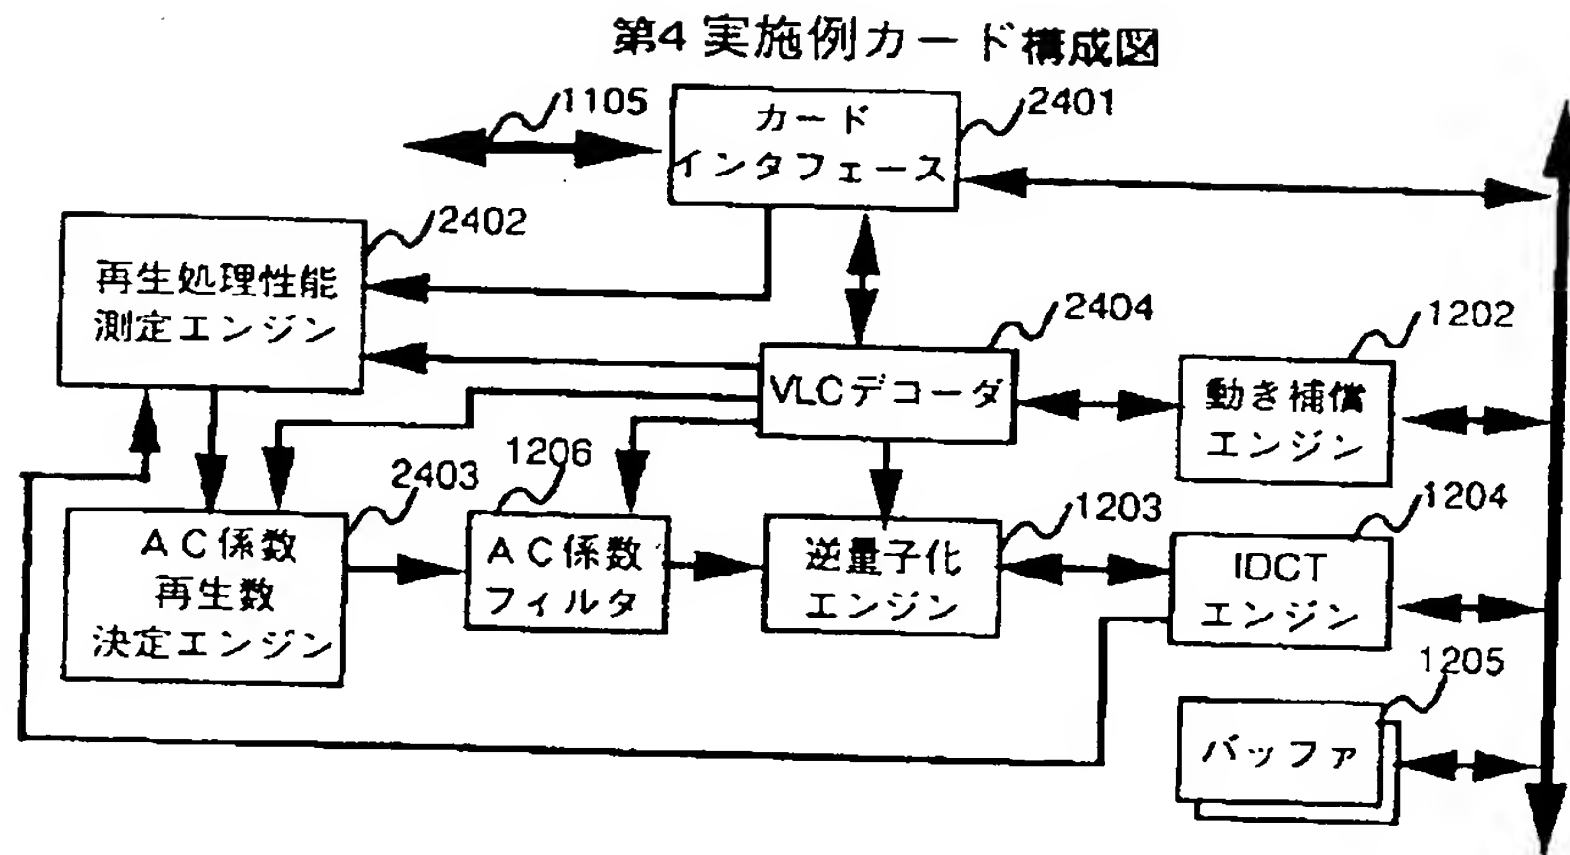 第4実施例カード構成図
1105
カード
インタフェース
2401
2402
再生処理性能
測定エンジン
2404
VLCデコーダ
1202
動き補償
エンジン
2403
AC係数
再生数
決定エンジン
1206
AC係数
フィルタ
1203
逆量子化
エンジン
1204
IDCT
エンジン
1205
バッファ